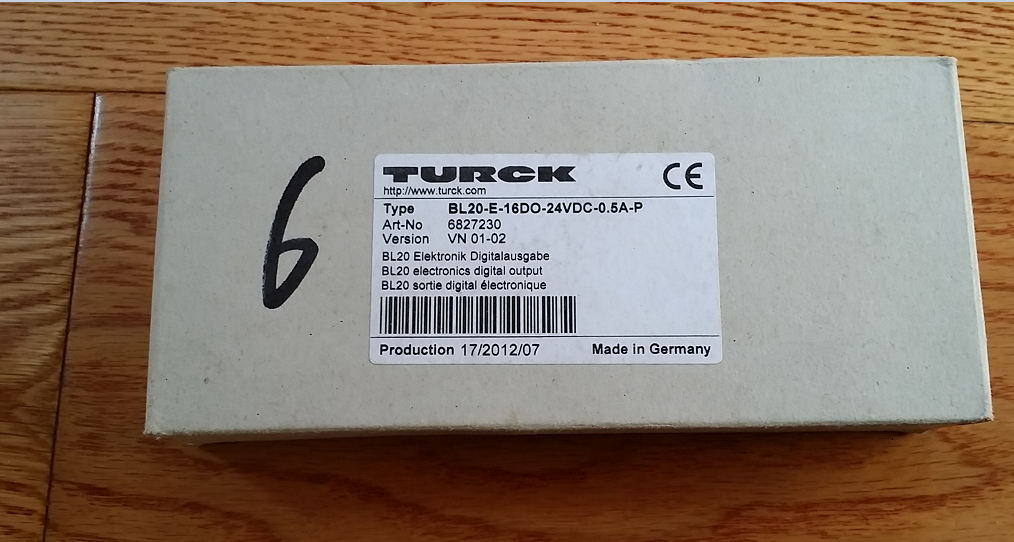 6
TURCK
CE
http://www.turck.com
Type BL20-E-16DO-24VDC-0.5A-P
Art-No 6827230
Version VN 01-02
BL20 Elektronik Digitalausgabe
BL20 electronics digital output
BL20 sortie digital électronique
Production 17/2012/07 Made in Germany